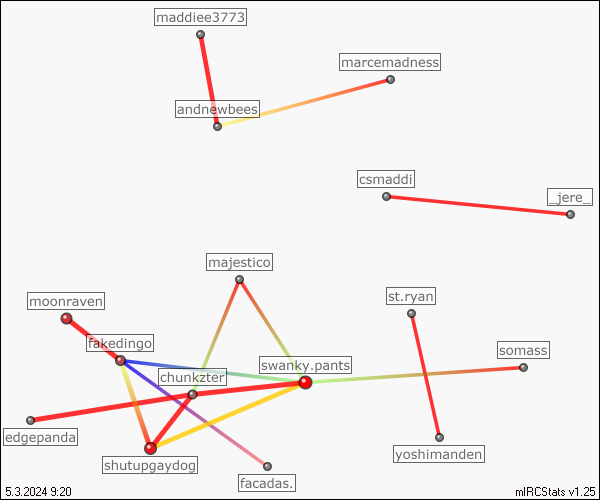 maddiee3773
marcemadness
andnewbees
csmaddi
_jere_
majestico
st.ryan
moonraven
fakedingo
somass
swanky.pants
chunkzter
edgepanda
yoshimanden
shutupgaydog
facadas.
5.3.2024 9:20
mIRCStats v1.25